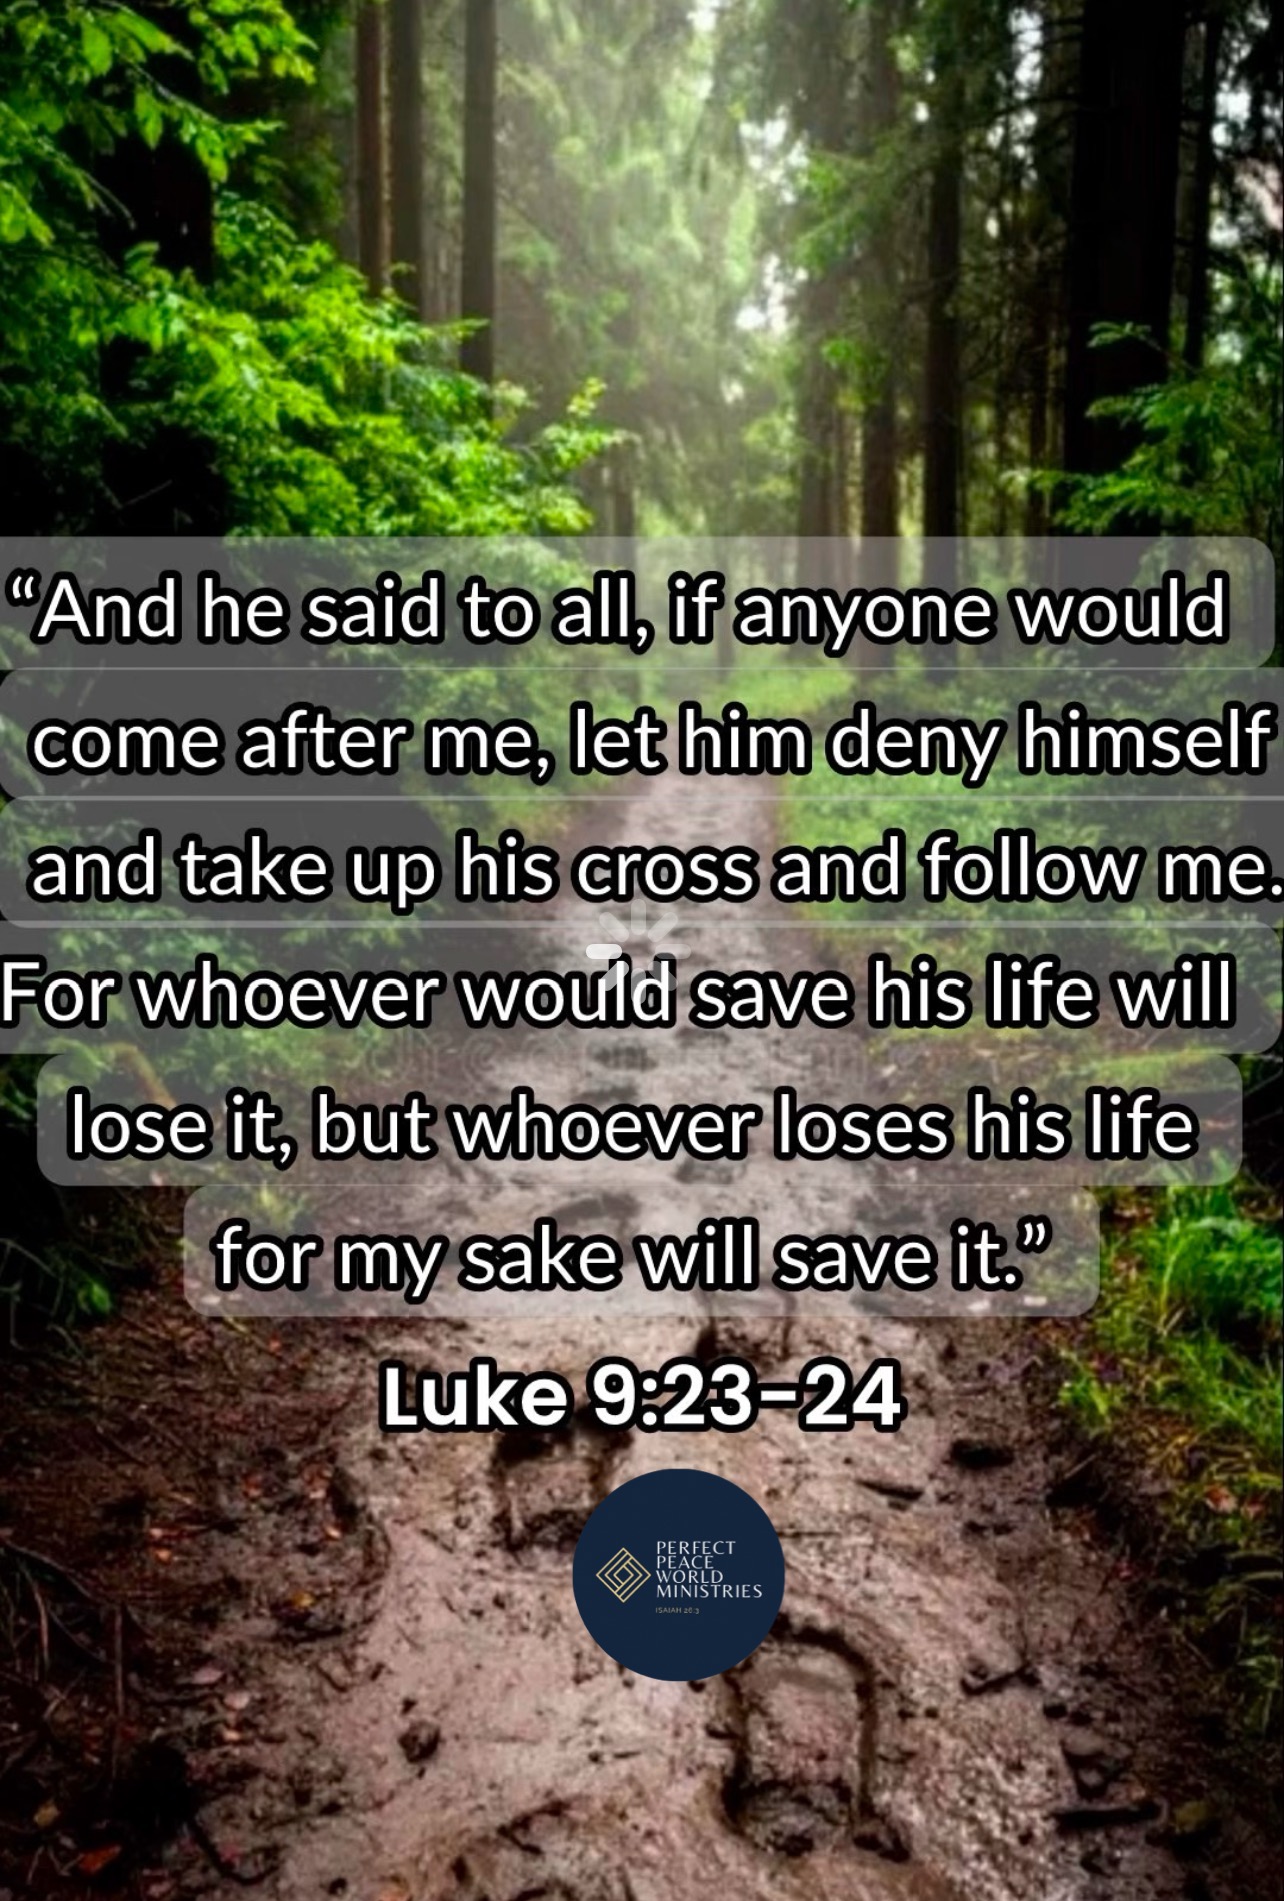 “And he said to all, if anyone would
come after me, let him deny himself
and take up his cross and follow me.
For whoever would save his life will
lose it, but whoever loses his life
for my sake will save it.”
Luke 9:23-24
PERFECT
PEACE
WORLD
MINISTRIES
ISAIAH 26:3